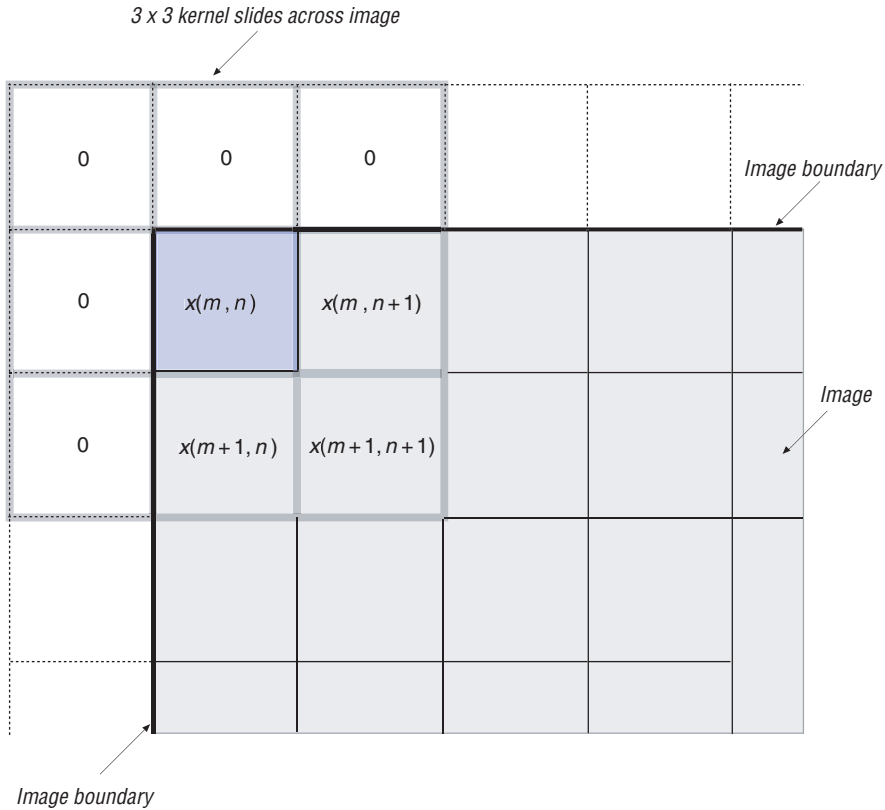 3 x 3 kernel slides across image
0 0 0
Image boundary
0 x(m, n) x(m, n+1)
Image
0 x(m+1, n) x(m+1, n+1)
Image boundary